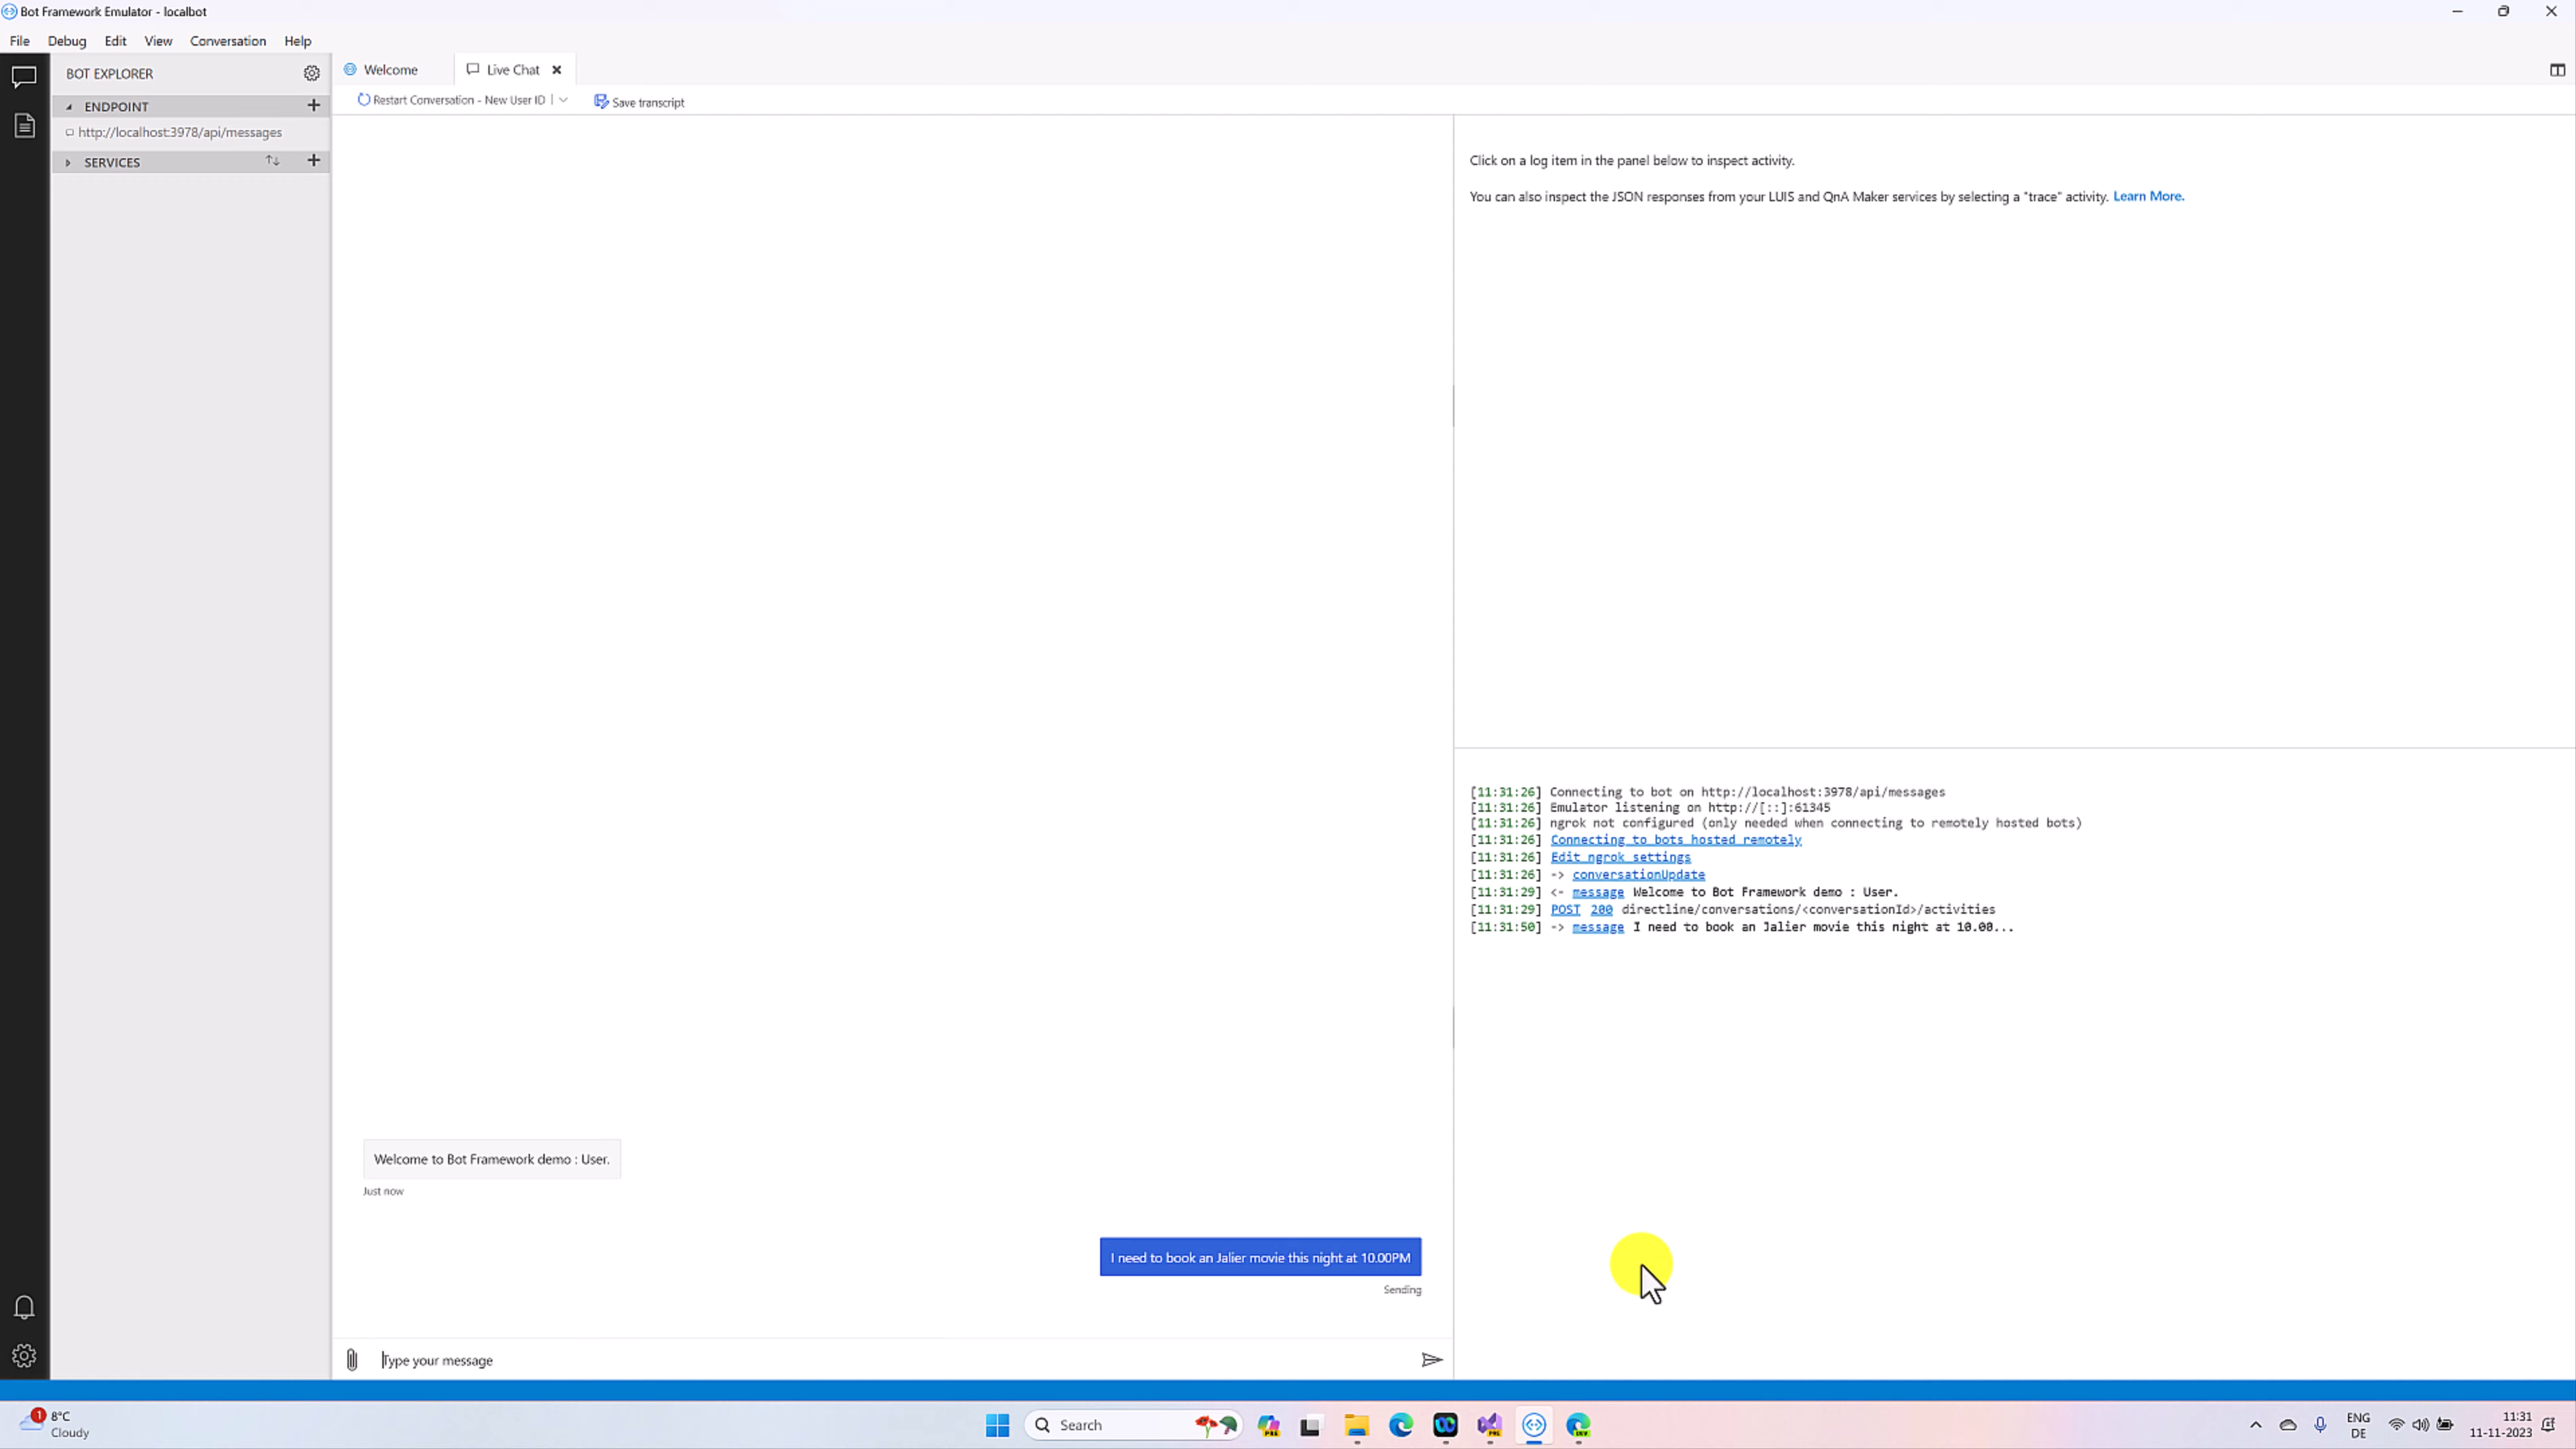 Bot Framework Emulator - localbot
File Debug Edit View Conversation Help
BOT EXPLORER
ENDPOINT
http://localhost:3978/api/messages
SERVICES
Welcome
Live Chat
Restart Conversation - New User ID
Save transcript
Click on a log item in the panel below to inspect activity.
You can also inspect the JSON responses from your LUIS and QnA Maker services by selecting a "trace" activity. Learn More.
[11:31:26] Connecting to bot on http://localhost:3978/api/messages
[11:31:26] Emulator listening on http://[::]:61345
[11:31:26] ngrok not configured (only needed when connecting to remotely hosted bots)
[11:31:26] Connecting to bots hosted remotely
[11:31:26] Edit ngrok settings
[11:31:26] -> conversationUpdate
[11:31:29] <- message Welcome to Bot Framework demo : User.
[11:31:29] POST 200 directline/conversations/<conversationId>/activities
[11:31:50] -> message I need to book an Jalier movie this night at 10.00...
Welcome to Bot Framework demo : User.
Just now
I need to book an Jalier movie this night at 10.00PM
Sending
Type your message
1
8°C
Cloudy
Search
PRE
PRE
DEV
ENG
DE
11:31
11-11-2023